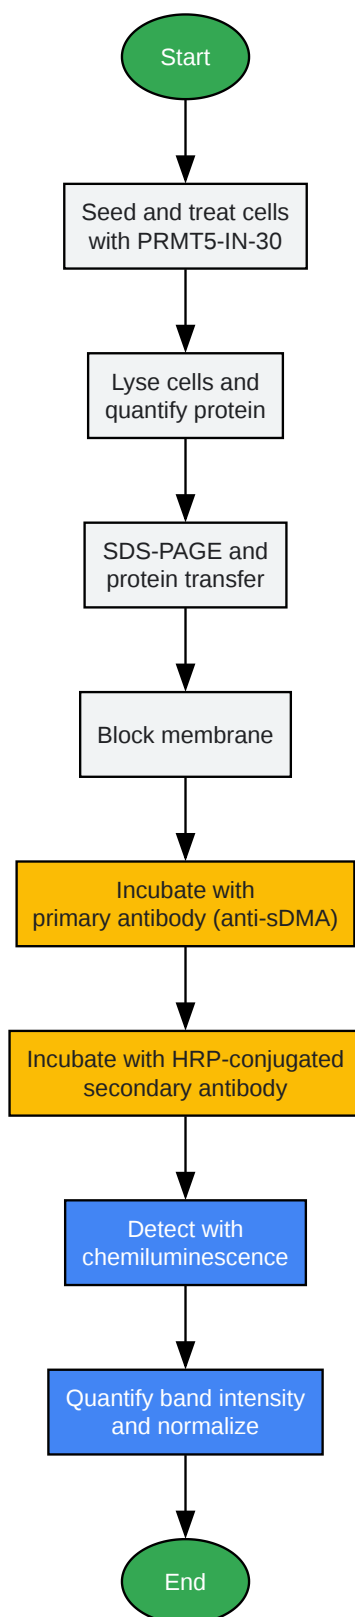 Start
Seed and treat cells
with PRMT5-IN-30
Lyse cells and
quantify protein
SDS-PAGE and
protein transfer
Block membrane
Incubate with
primary antibody (anti-sDMA)
Incubate with HRP-conjugated
secondary antibody
Detect with
chemiluminescence
Quantify band intensity
and normalize
End